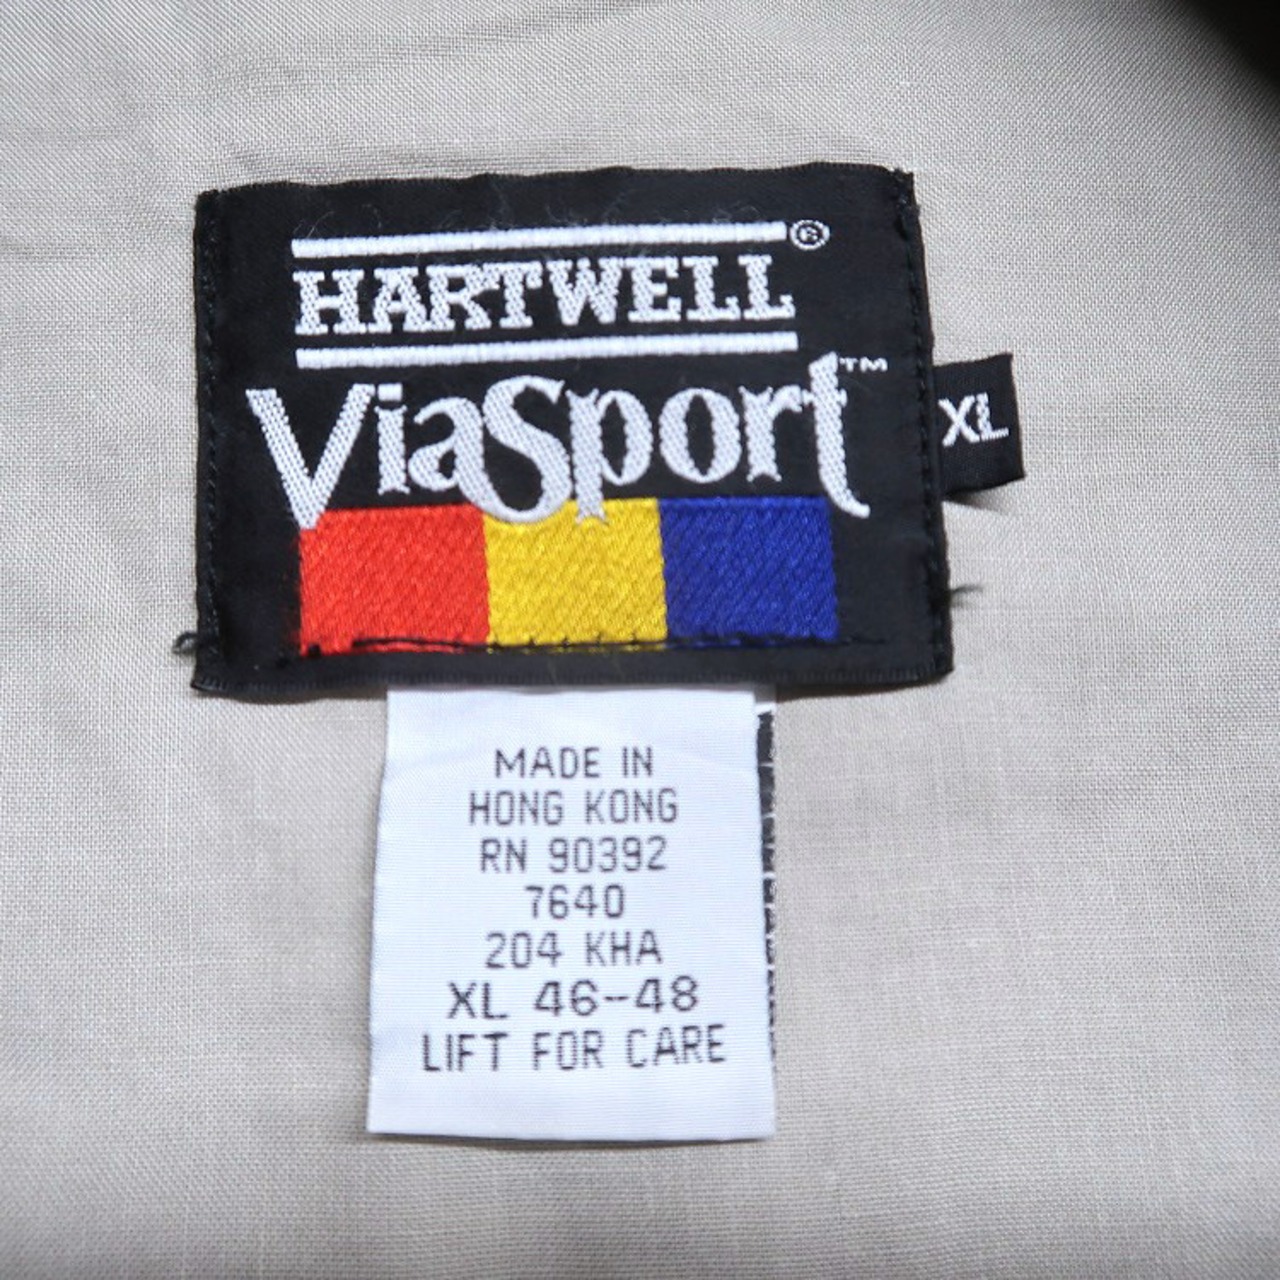 HARTWELL®
ViaSport™
XL
MADE IN
HONG KONG
RN 90392
7640
204 KHA
XL 46-48
LIFT FOR CARE